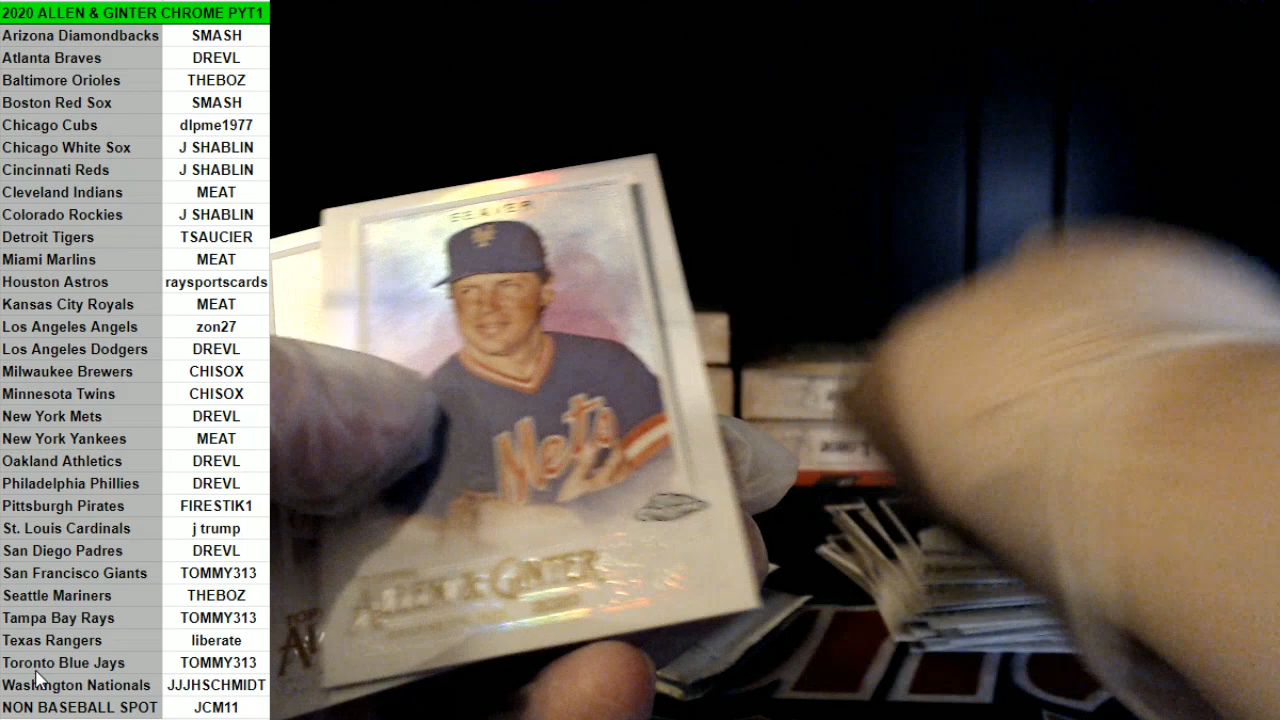 2020 ALLEN & GINTER CHROME PYT1
Arizona Diamondbacks SMASH
Atlanta Braves DREVL
Baltimore Orioles THEBOZ
Boston Red Sox SMASH
Chicago Cubs dlpme1977
Chicago White Sox J SHABLIN
Cincinnati Reds J SHABLIN
Cleveland Indians MEAT
Colorado Rockies J SHABLIN
Detroit Tigers TSAUCIER
Miami Marlins MEAT
Houston Astros raysportscards
Kansas City Royals MEAT
Los Angeles Angels zon27
Los Angeles Dodgers DREVL
Milwaukee Brewers CHISOX
Minnesota Twins CHISOX
New York Mets DREVL
New York Yankees MEAT
Oakland Athletics DREVL
Philadelphia Phillies DREVL
Pittsburgh Pirates FIRESTIK1
St. Louis Cardinals j trump
San Diego Padres DREVL
San Francisco Giants TOMMY313
Seattle Mariners THEBOZ
Tampa Bay Rays TOMMY313
Texas Rangers liberate
Toronto Blue Jays TOMMY313
Washington Nationals JJJHSCHMIDT
NON BASEBALL SPOT JCM11
SEAVER
Mets
ALLEN & GINTER